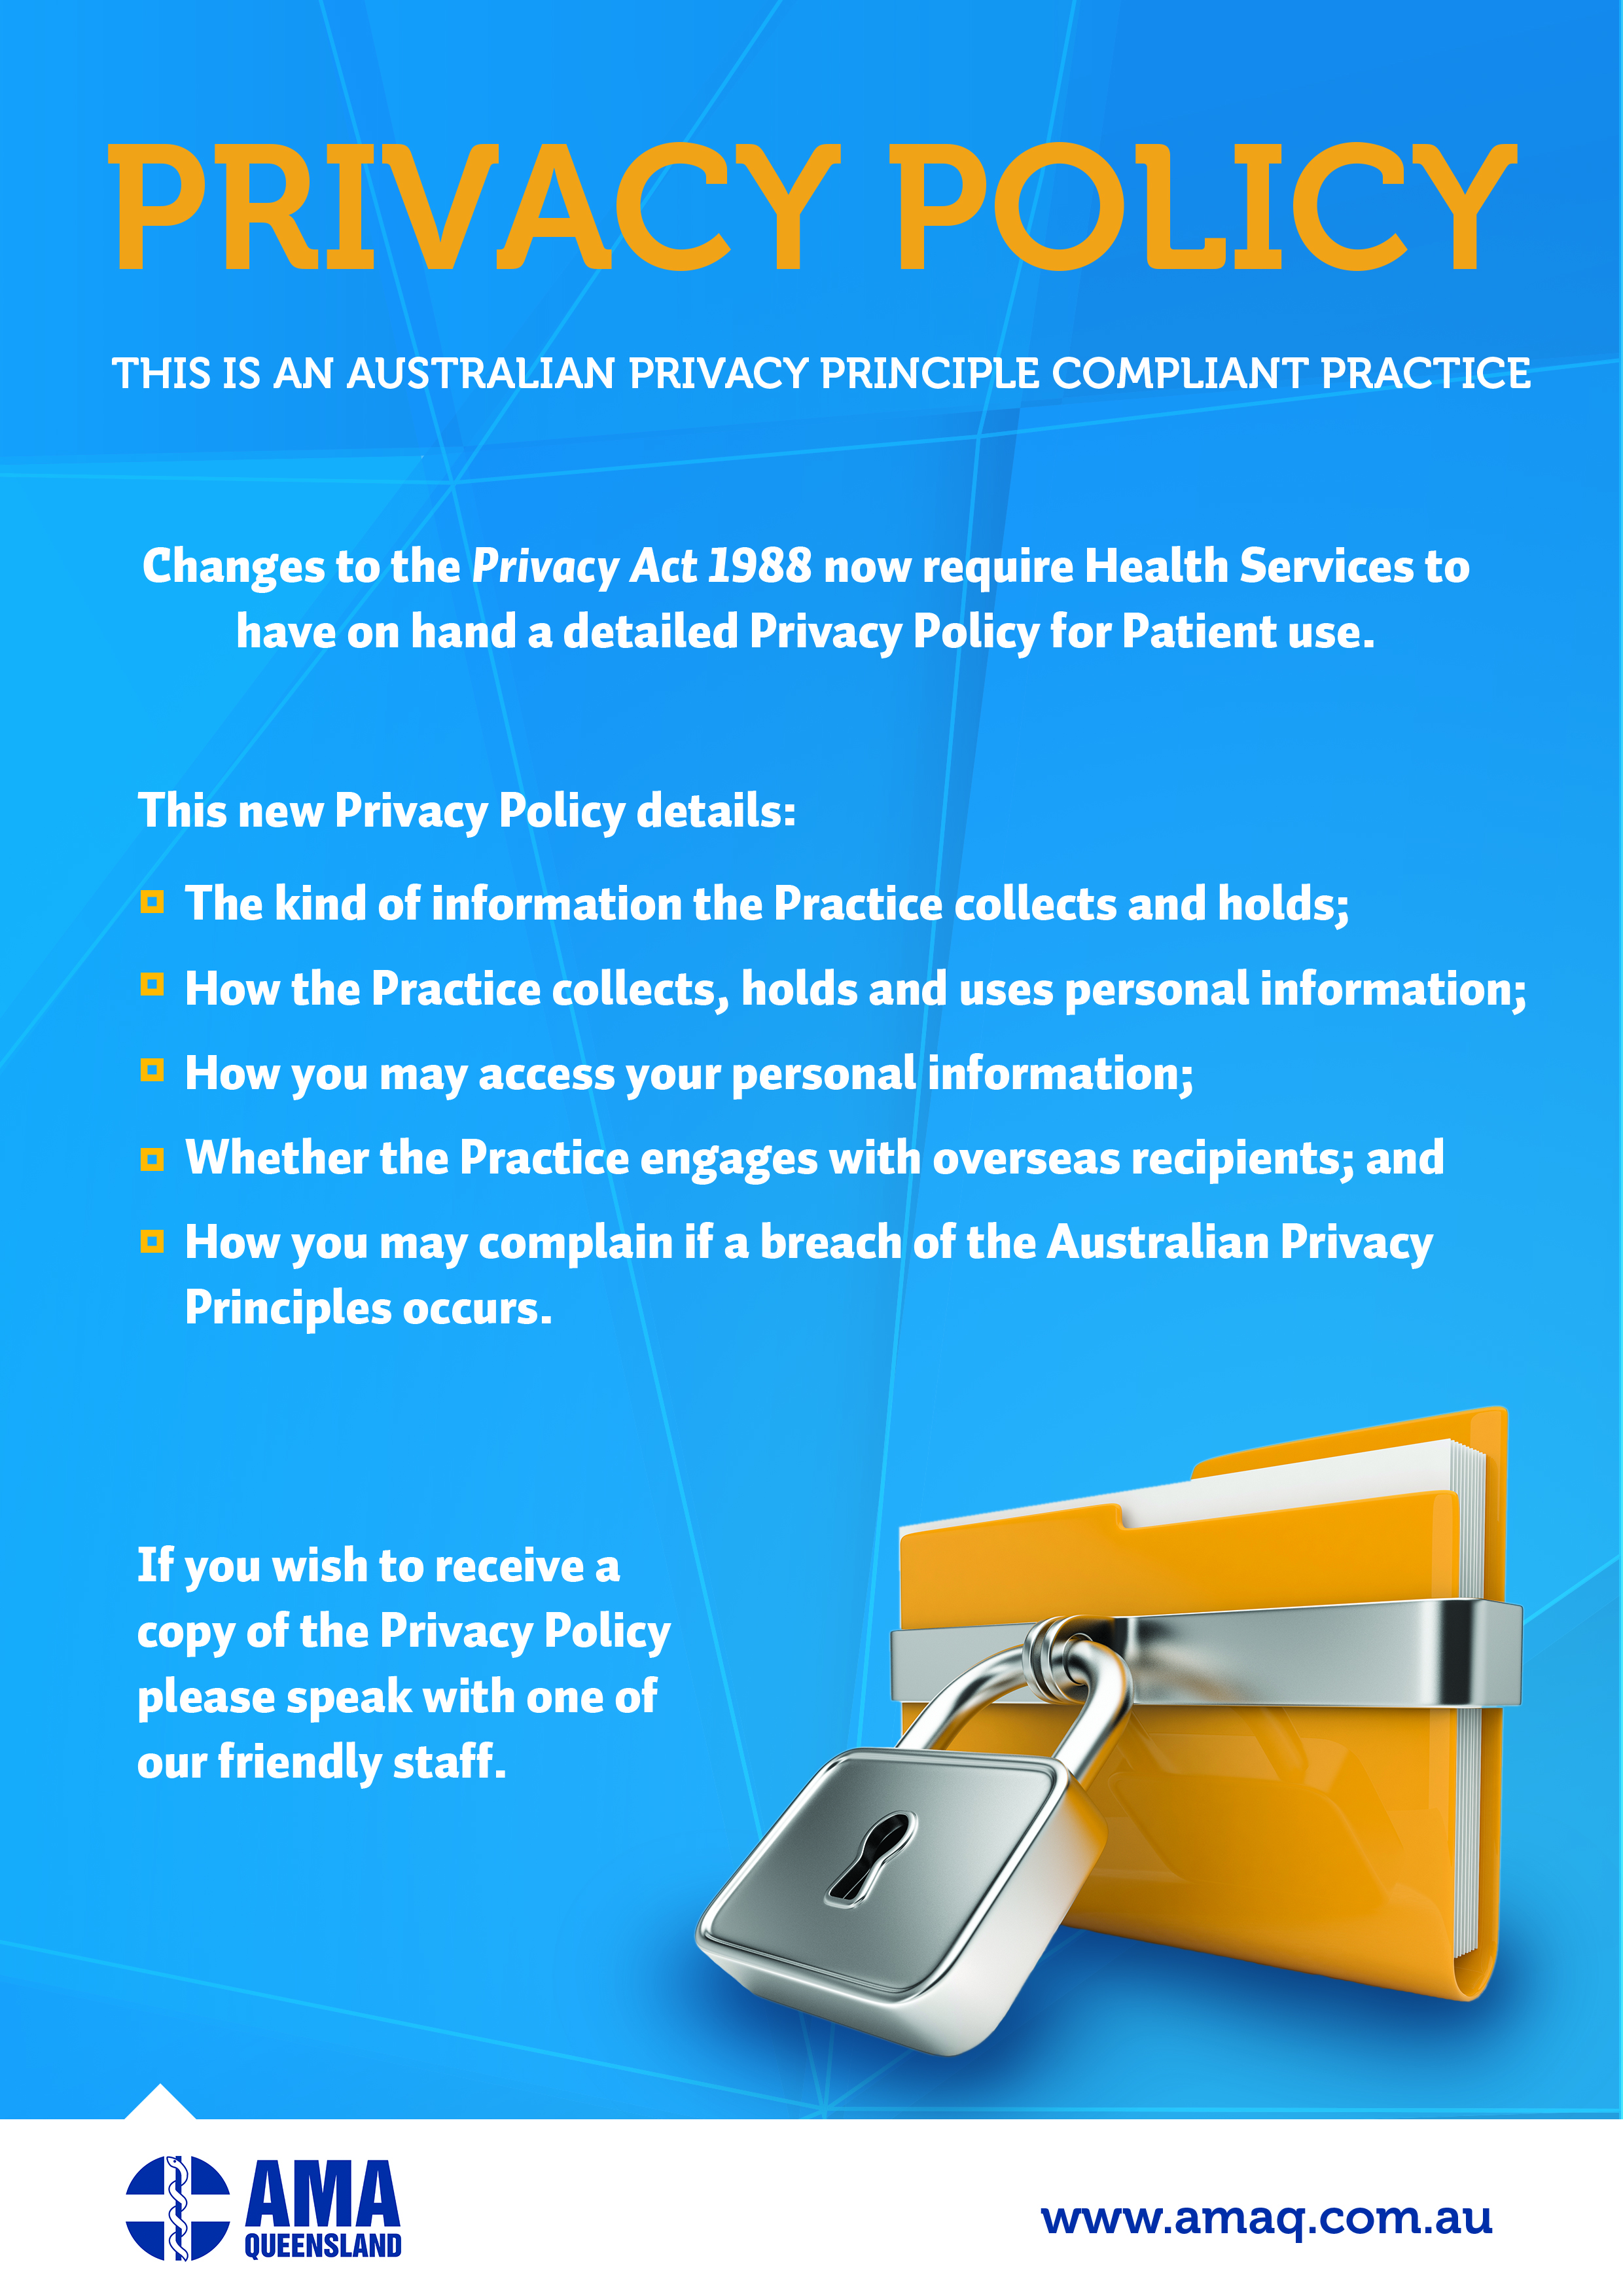 PRIVACY POLICY
THIS IS AN AUSTRALIAN PRIVACY PRINCIPLE COMPLIANT PRACTICE
Changes to the Privacy Act 1988 now require Health Services to
have on hand a detailed Privacy Policy for Patient use.
This new Privacy Policy details:
The kind of information the Practice collects and holds;
How the Practice collects, holds and uses personal information;
How you may access your personal information;
Whether the Practice engages with overseas recipients; and
How you may complain if a breach of the Australian Privacy
Principles occurs.
If you wish to receive a
copy of the Privacy Policy
please speak with one of
our friendly staff.
AMA
QUEENSLAND
www.amaq.com.au